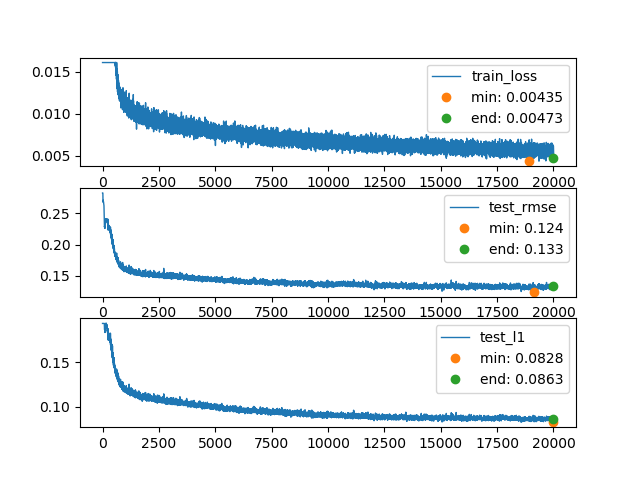 0.015
0.010
0.005
train_loss
min: 0.00435
end: 0.00473
0 2500 5000 7500 10000 12500 15000 17500 20000
0.25
0.20
0.15
test_rmse
min: 0.124
end: 0.133
0 2500 5000 7500 10000 12500 15000 17500 20000
0.15
0.10
test_l1
min: 0.0828
end: 0.0863
0 2500 5000 7500 10000 12500 15000 17500 20000